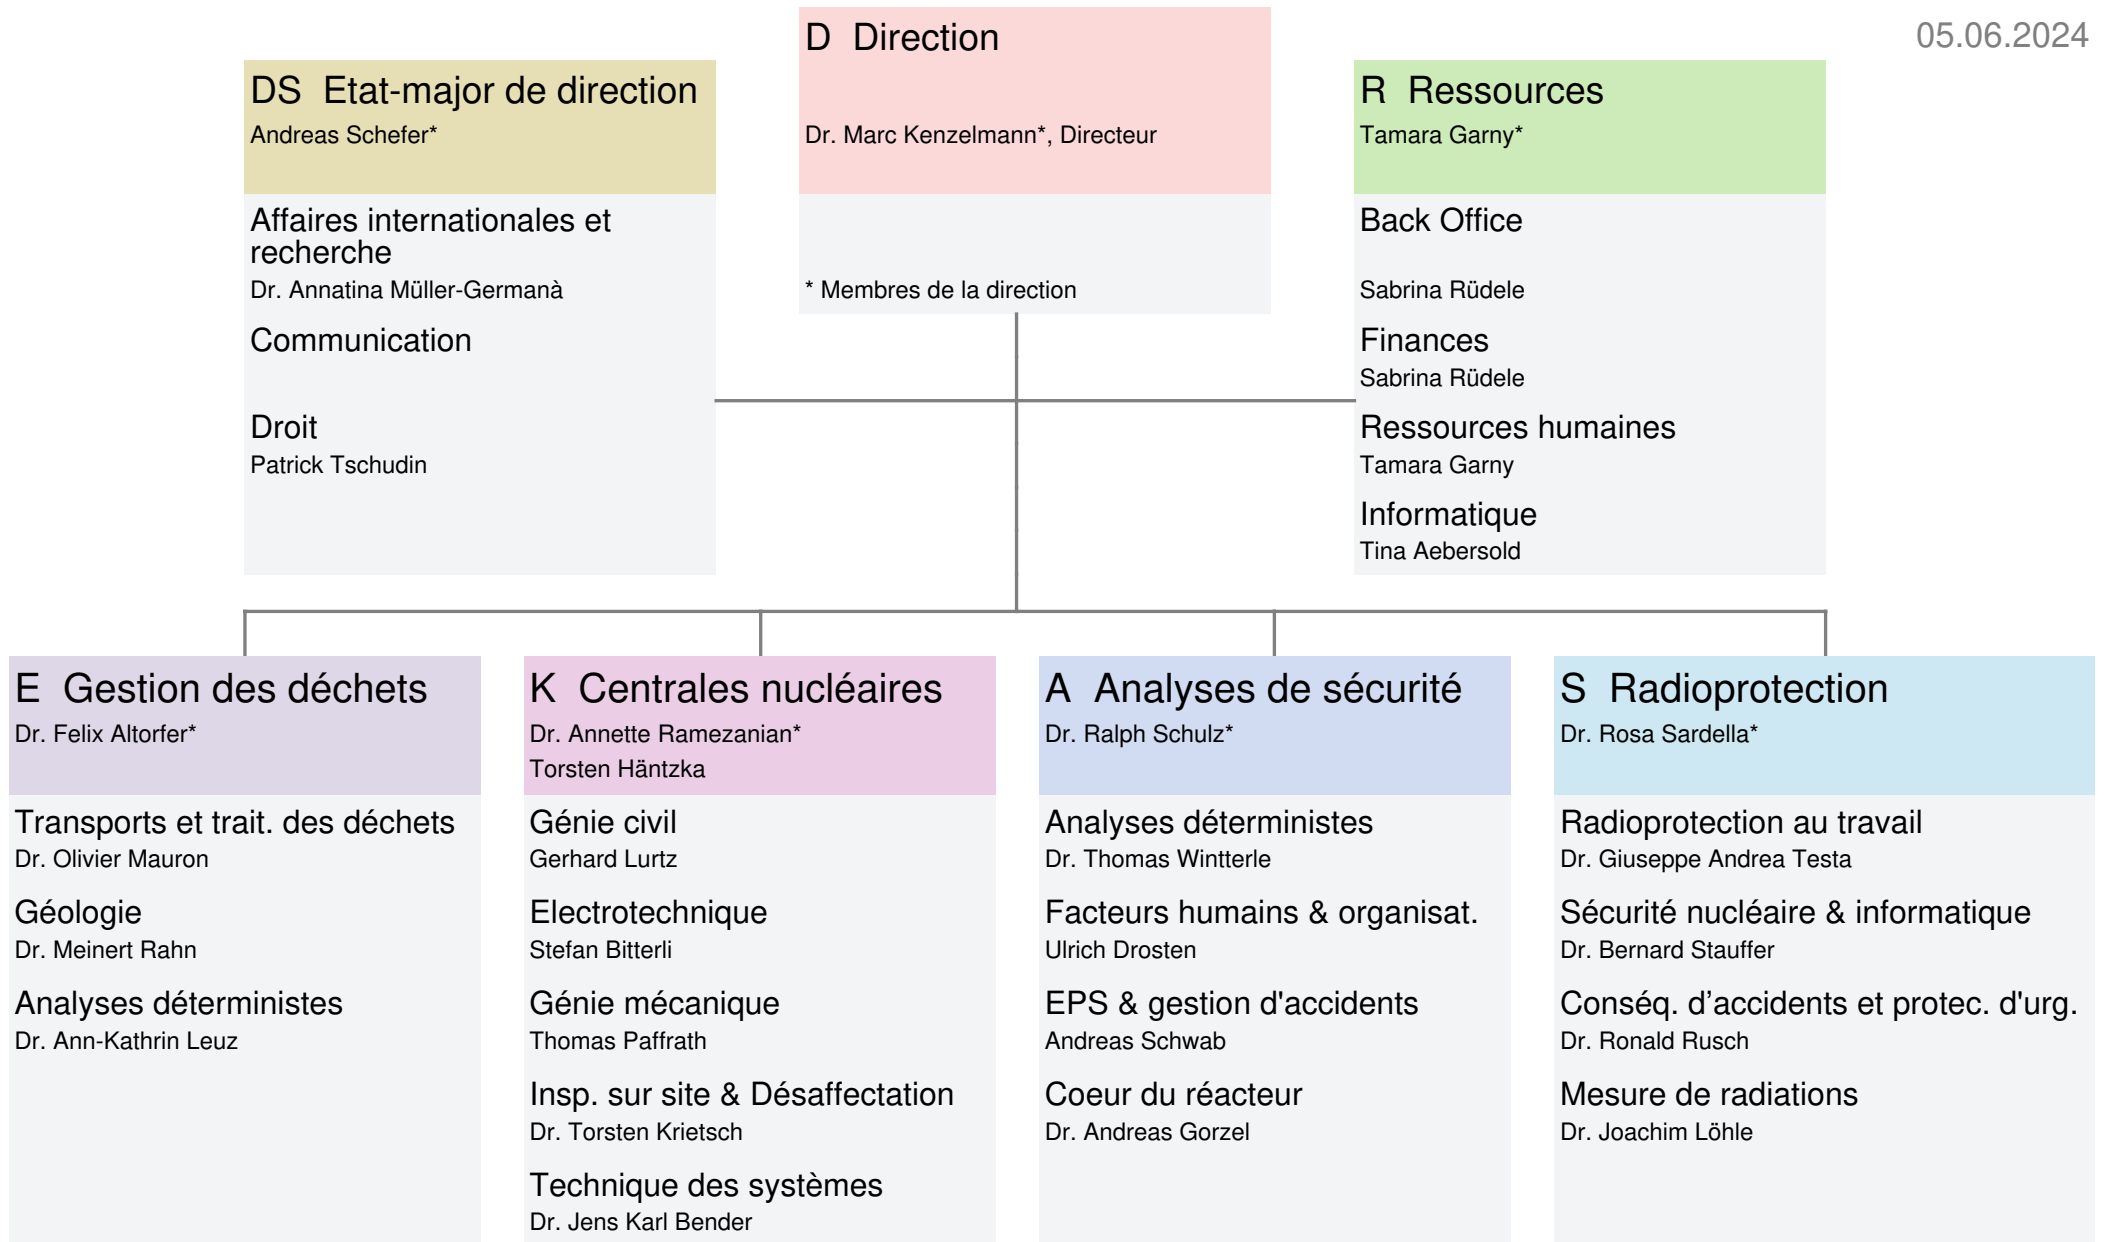 05.06.2024
D Direction
Dr. Marc Kenzelmann*, Directeur
* Membres de la direction
DS Etat-major de direction
Andreas Schefer*
Affaires internationales et
recherche
Dr. Annatina Müller-Germanà
Communication
Droit
Patrick Tschudin
R Ressources
Tamara Garny*
Back Office
Sabrina Rüdele
Finances
Sabrina Rüdele
Ressources humaines
Tamara Garny
Informatique
Tina Aebersold
E Gestion des déchets
Dr. Felix Altorfer*
Transports et trait. des déchets
Dr. Olivier Mauron
Géologie
Dr. Meinert Rahn
Analyses déterministes
Dr. Ann-Kathrin Leuz
K Centrales nucléaires
Dr. Annette Ramezanian*
Torsten Häntzka
Génie civil
Gerhard Lurtz
Electrotechnique
Stefan Bitterli
Génie mécanique
Thomas Paffrath
Insp. sur site & Désaffectation
Dr. Torsten Krietsch
Technique des systèmes
Dr. Jens Karl Bender
A Analyses de sécurité
Dr. Ralph Schulz*
Analyses déterministes
Dr. Thomas Wintterle
Facteurs humains & organisat.
Ulrich Drosten
EPS & gestion d'accidents
Andreas Schwab
Coeur du réacteur
Dr. Andreas Gorzel
S Radioprotection
Dr. Rosa Sardella*
Radioprotection au travail
Dr. Giuseppe Andrea Testa
Sécurité nucléaire & informatique
Dr. Bernard Stauffer
Conséq. d’accidents et protec. d'urg.
Dr. Ronald Rusch
Mesure de radiations
Dr. Joachim Löhle